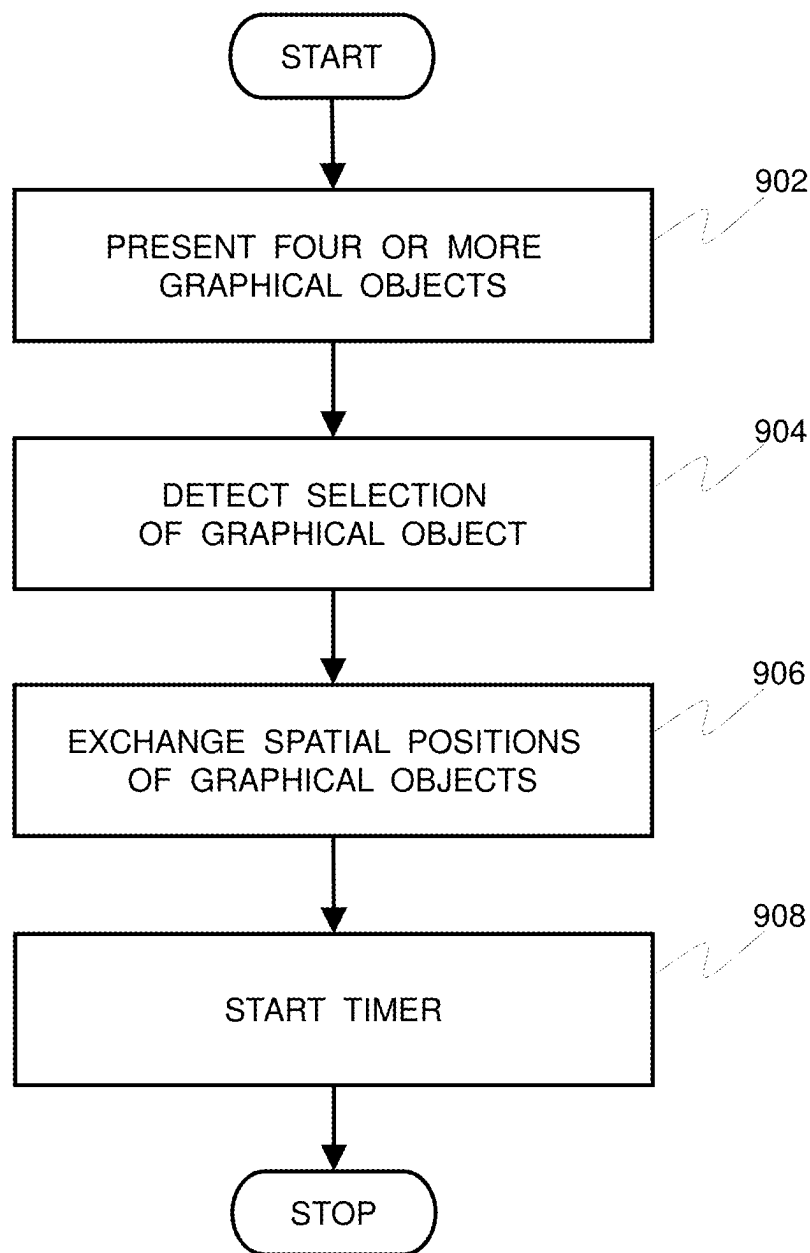 START
902
PRESENT FOUR OR MORE
GRAPHICAL OBJECTS
904
DETECT SELECTION
OF GRAPHICAL OBJECT
906
EXCHANGE SPATIAL POSITIONS
OF GRAPHICAL OBJECTS
908
START TIMER
STOP